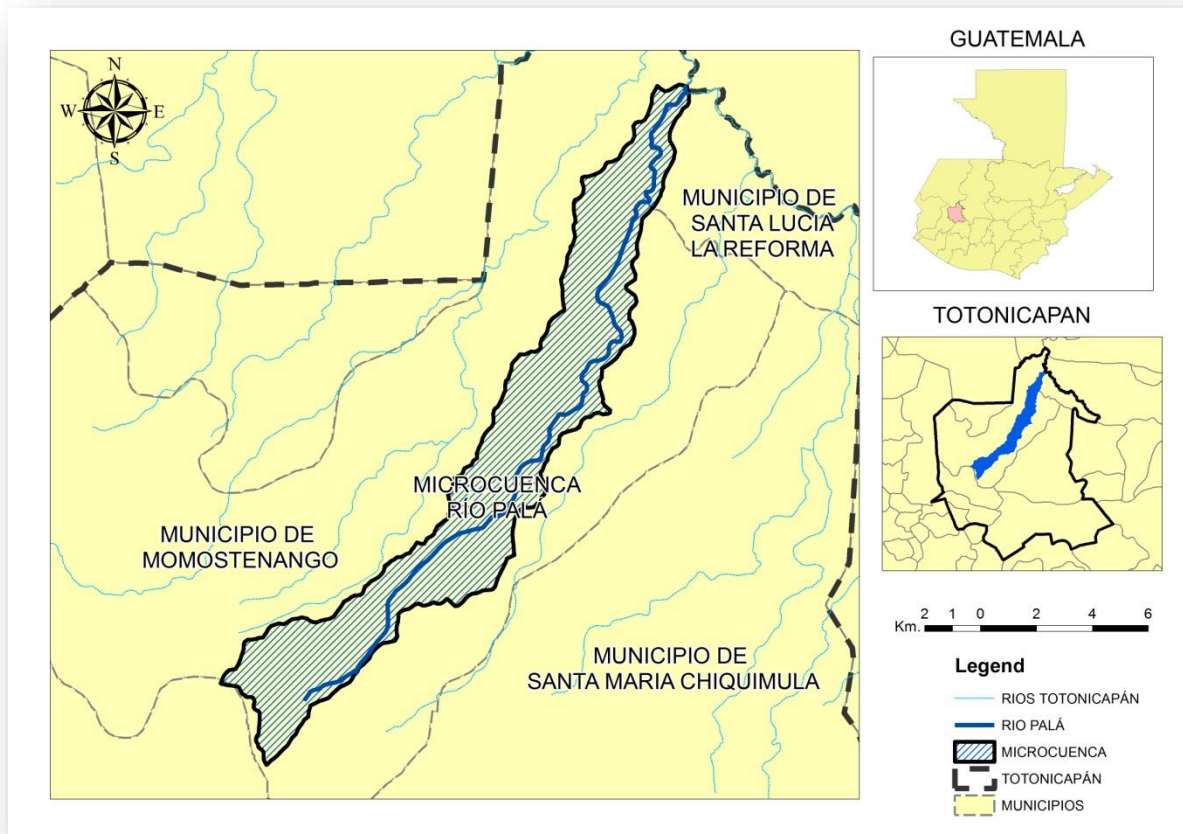 N
W E
S
MUNICIPIO DE
SANTA LUCIA
LA REFORMA
MICROCUENCA
RÍO PALÁ
MUNICIPIO DE
MOMOSTENANGO
MUNICIPIO DE
SANTA MARIA CHIQUIMULA
GUATEMALA
TOTONICAPAN
2 1 0 2 4 6
Km.
Legend
RIOS TOTONICAPÁN
RIO PALÁ
MICROCUENCA
TOTONICAPÁN
MUNICIPIOS